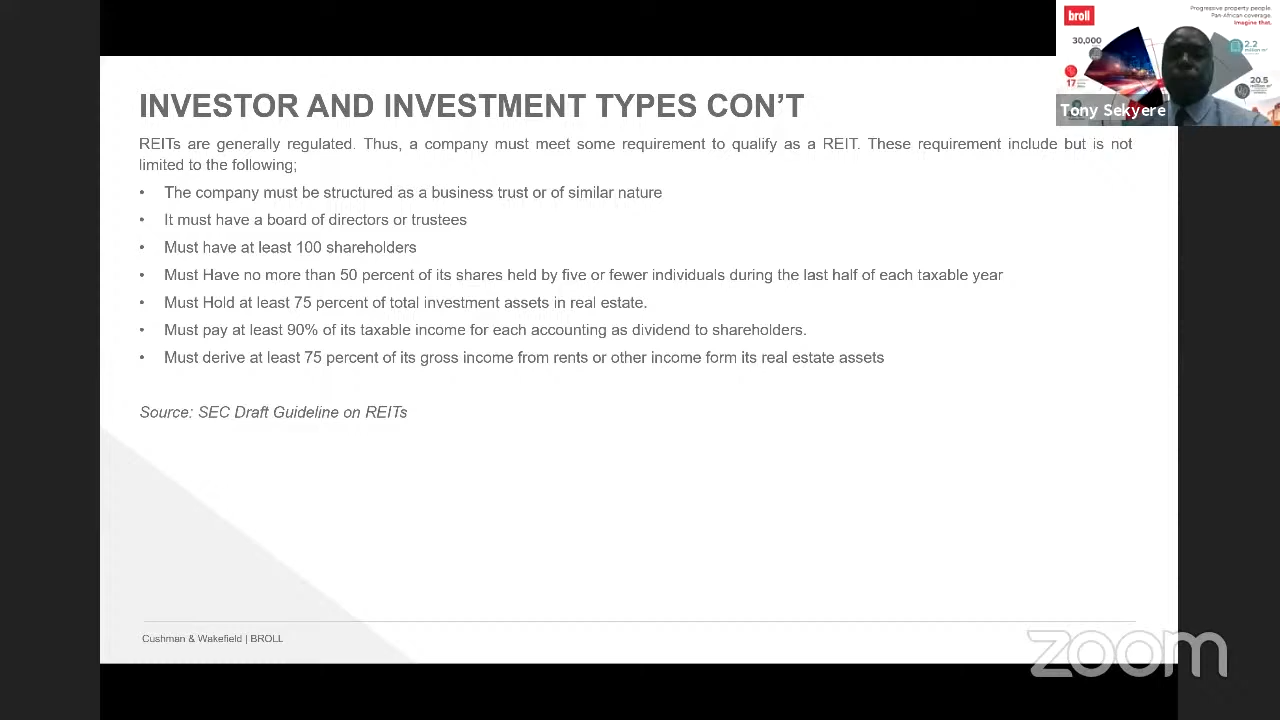 broll
Progressive property people.
Pan-African coverage.
Imagine that.
30,000
2.2
17
20.5
Tony Sekyere
INVESTOR AND INVESTMENT TYPES CON’T
REITs are generally regulated. Thus, a company must meet some requirement to qualify as a REIT. These requirement include but is not
limited to the following;
• The company must be structured as a business trust or of similar nature
• It must have a board of directors or trustees
• Must have at least 100 shareholders
• Must Have no more than 50 percent of its shares held by five or fewer individuals during the last half of each taxable year
• Must Hold at least 75 percent of total investment assets in real estate.
• Must pay at least 90% of its taxable income for each accounting as dividend to shareholders.
• Must derive at least 75 percent of its gross income from rents or other income form its real estate assets
Source: SEC Draft Guideline on REITs
Cushman & Wakefield | BROLL
zoom